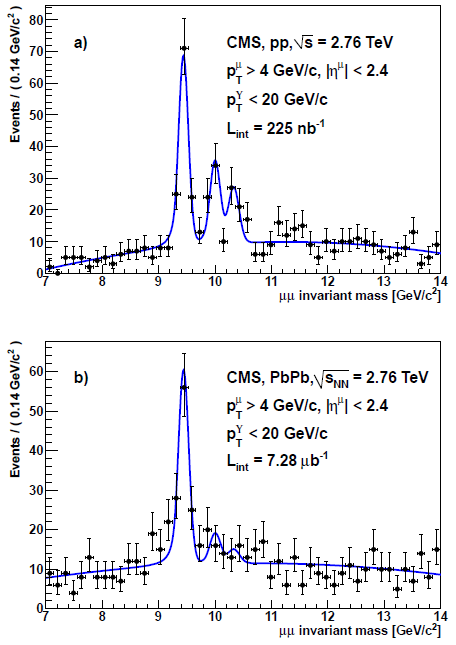 80
70
60
50
40
30
20
10
0
Events / ( 0.14 GeV/c² )
a)
CMS, pp, √s = 2.76 TeV
p_T^μ > 4 GeV/c, |η^μ| < 2.4
p_T^Υ < 20 GeV/c
L_int = 225 nb⁻¹
7 8 9 10 11 12 13 14
μμ invariant mass [GeV/c²]
60
50
40
30
20
10
0
Events / ( 0.14 GeV/c² )
b)
CMS, PbPb, √s_NN = 2.76 TeV
p_T^μ > 4 GeV/c, |η^μ| < 2.4
p_T^Υ < 20 GeV/c
L_int = 7.28 μb⁻¹
7 8 9 10 11 12 13 14
μμ invariant mass [GeV/c²]